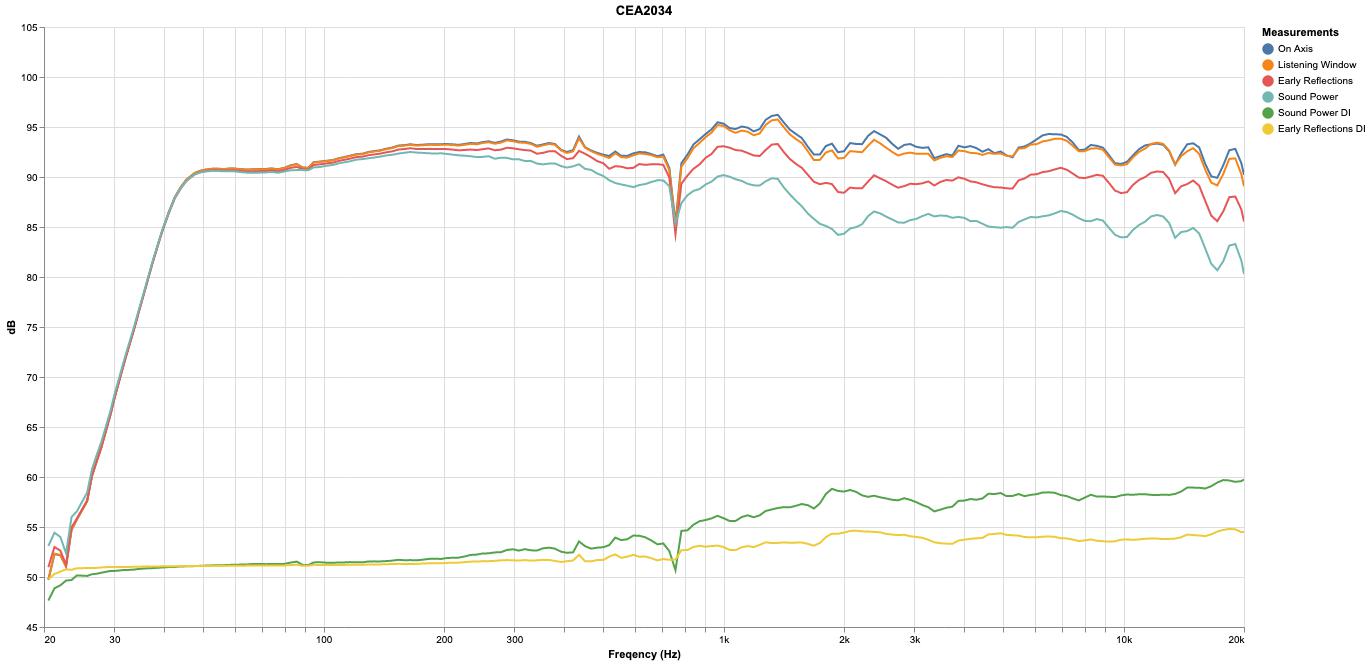 CEA2034
105
100
95
90
85
80
75
70
65
60
55
50
45
dB
20
30
100
200
300
1k
2k
3k
10k
20k
Freqency (Hz)
Measurements
On Axis
Listening Window
Early Reflections
Sound Power
Sound Power DI
Early Reflections DI